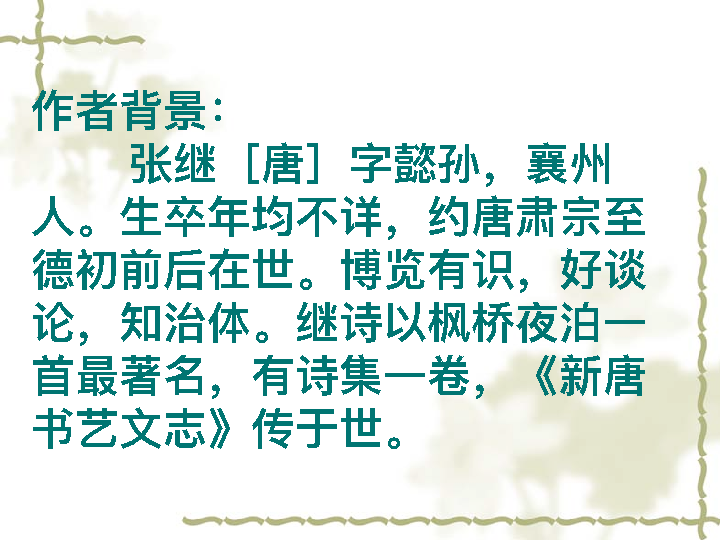 作者背景：
张继［唐］字懿孙，襄州
人。生卒年均不详，约唐肃宗至
德初前后在世。博览有识，好谈
论，知治体。继诗以枫桥夜泊一
首最著名，有诗集一卷，《新唐
书艺文志》传于世。